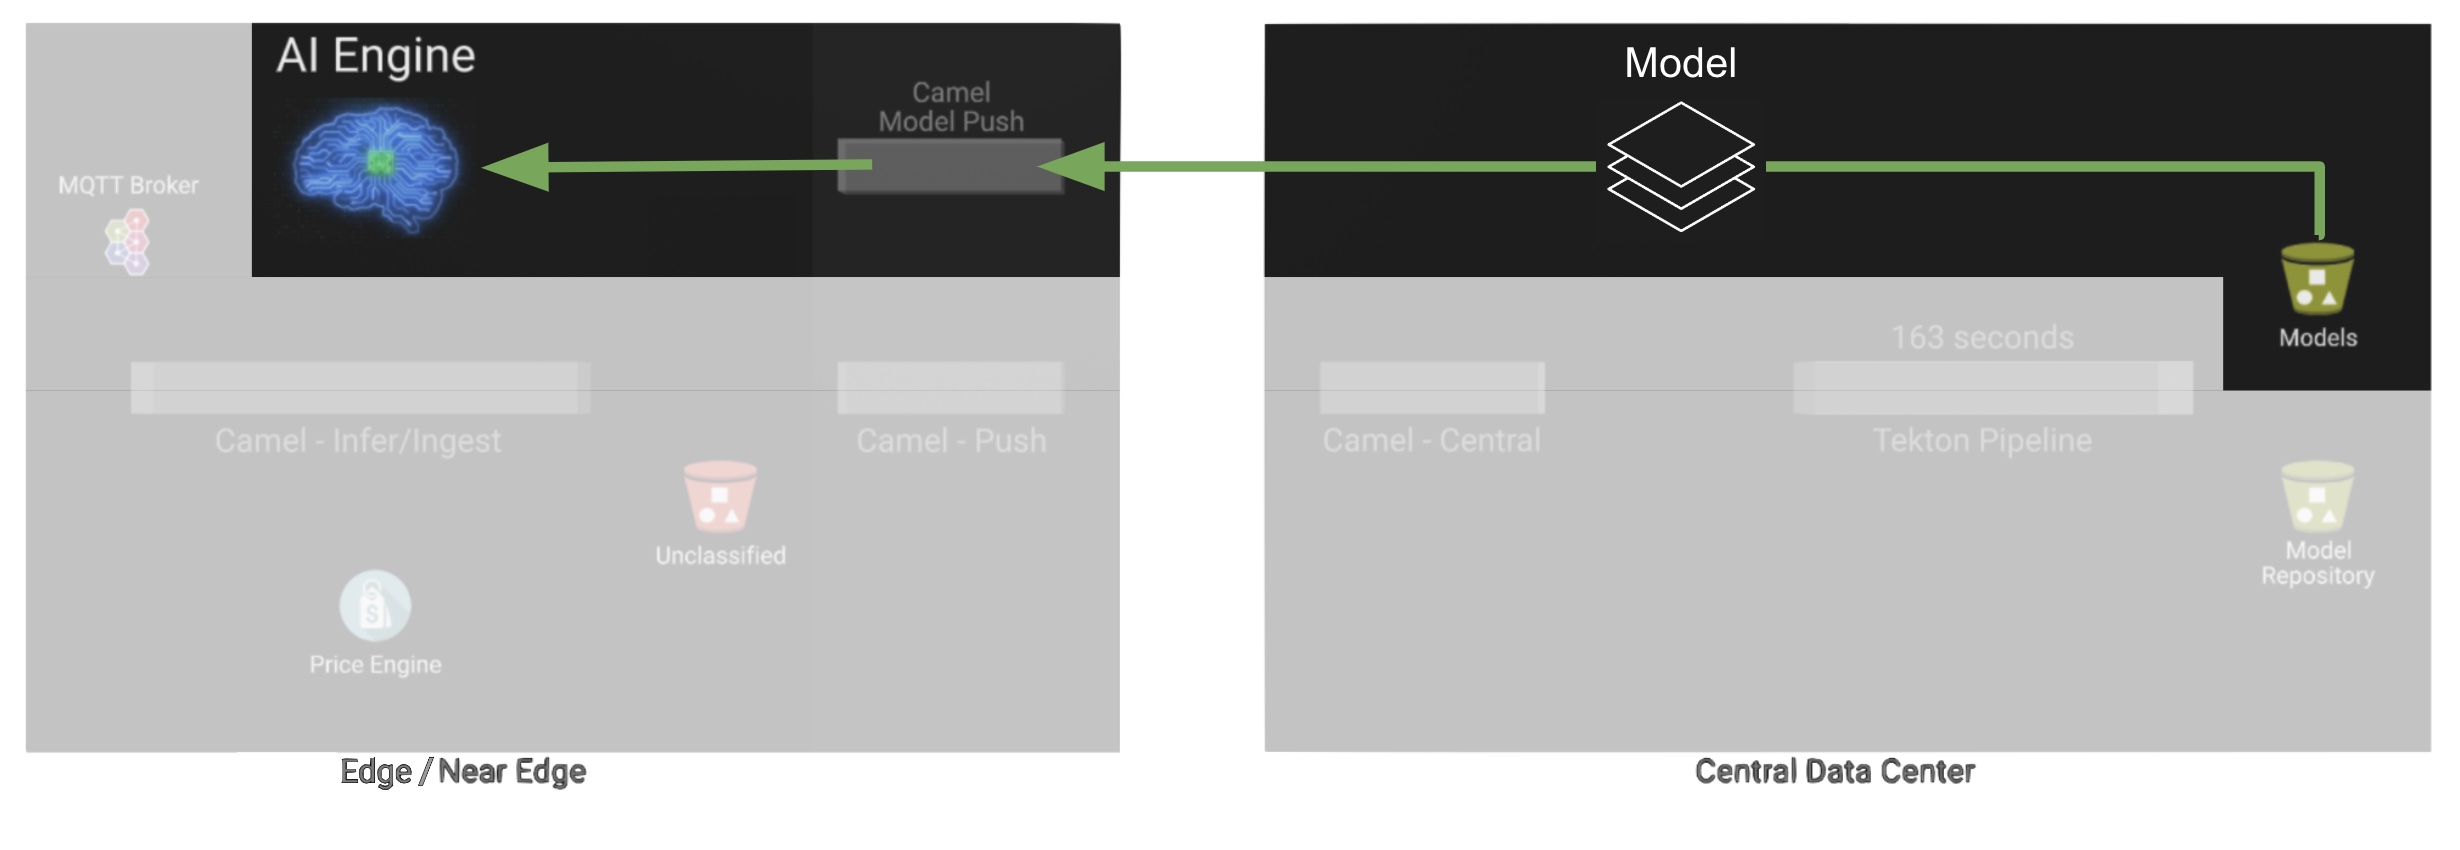 AI Engine
Camel
Model Push
MQTT Broker
Camel - Infer/Ingest
Camel - Push
Unclassified
$
Price Engine
Edge / Near Edge
Model
163 seconds
Models
Camel - Central
Tekton Pipeline
Model
Repository
Central Data Center